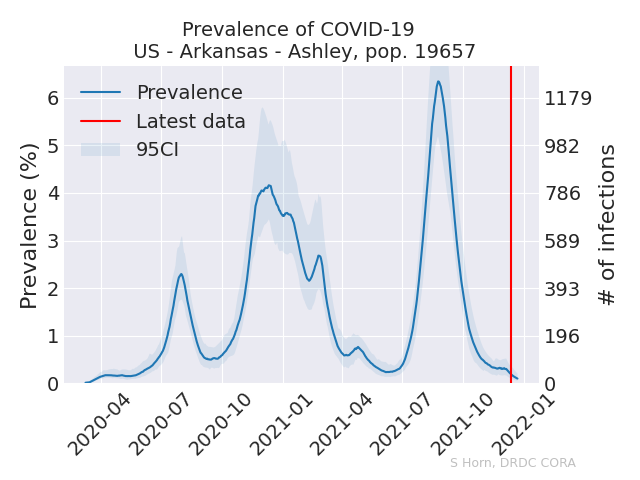 Prevalence of COVID-19
US - Arkansas - Ashley, pop. 19657
Prevalence
Latest data
95CI
Prevalence (%)
6
5
4
3
2
1
0
1179
982
786
589
393
196
0
# of infections
2020-04
2020-07
2020-10
2021-01
2021-04
2021-07
2021-10
2022-01
S Horn, DRDC CORA